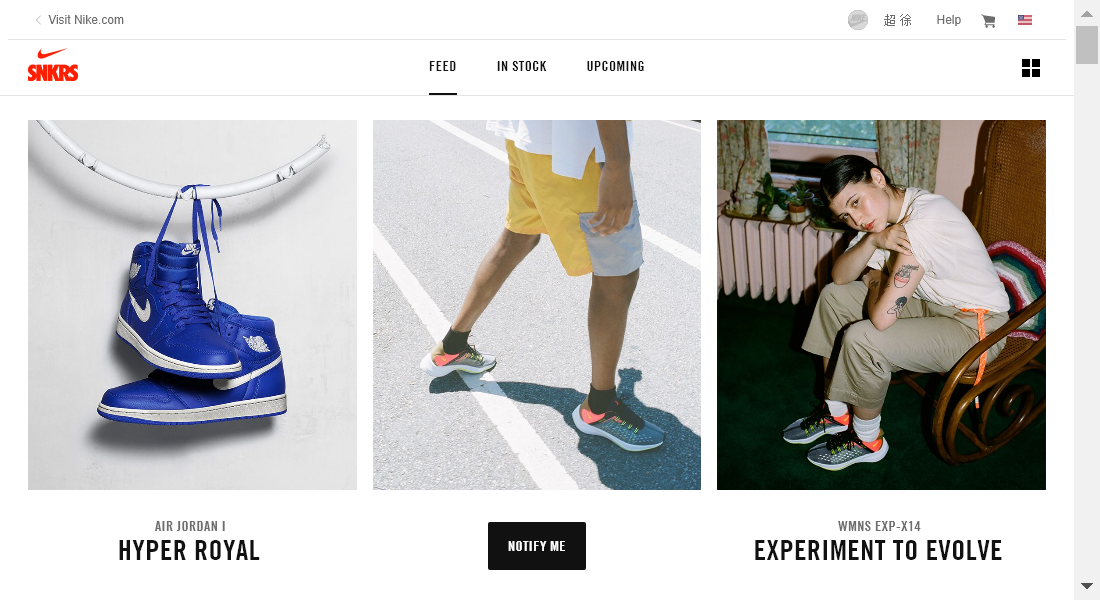 Visit Nike.com
超 徐
Help
SNKRS
FEED
IN STOCK
UPCOMING
AIR JORDAN I
HYPER ROYAL
NOTIFY ME
WMNS EXP-X14
EXPERIMENT TO EVOLVE